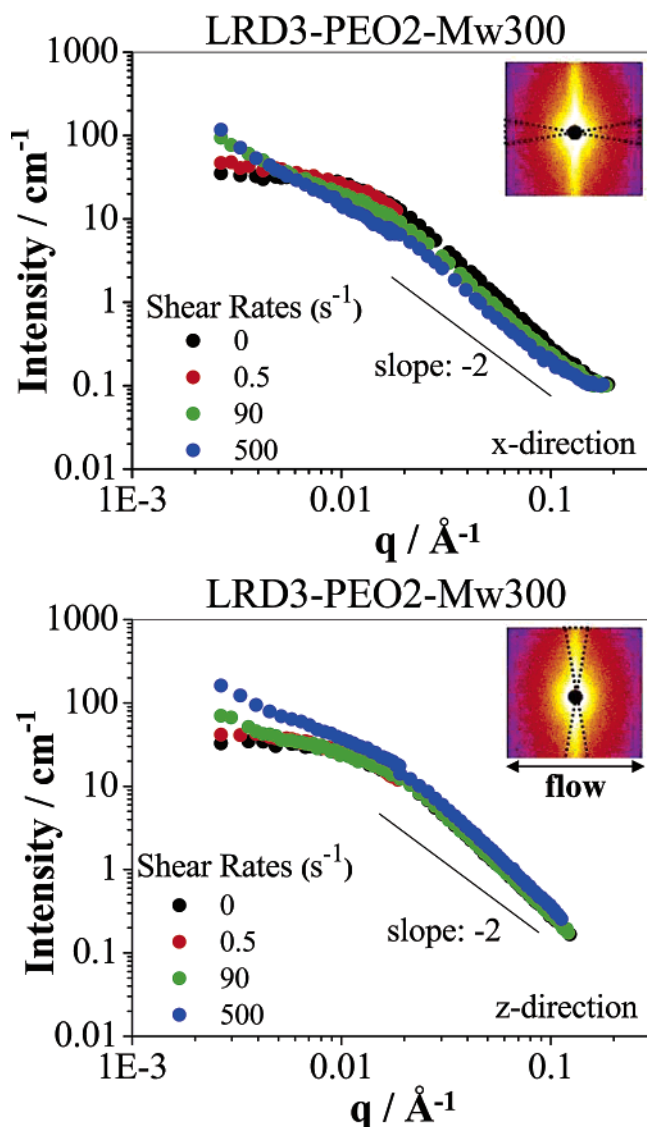 LRD3-PEO2-Mw300
1000
100
10
1
0.1
0.01
Intensity / cm⁻¹
Shear Rates (s⁻¹)
0
0.5
90
500
slope: -2
x-direction
1E-3
0.01
0.1
q / Å⁻¹
LRD3-PEO2-Mw300
1000
100
10
1
0.1
0.01
Intensity / cm⁻¹
flow
Shear Rates (s⁻¹)
0
0.5
90
500
slope: -2
z-direction
1E-3
0.01
0.1
q / Å⁻¹